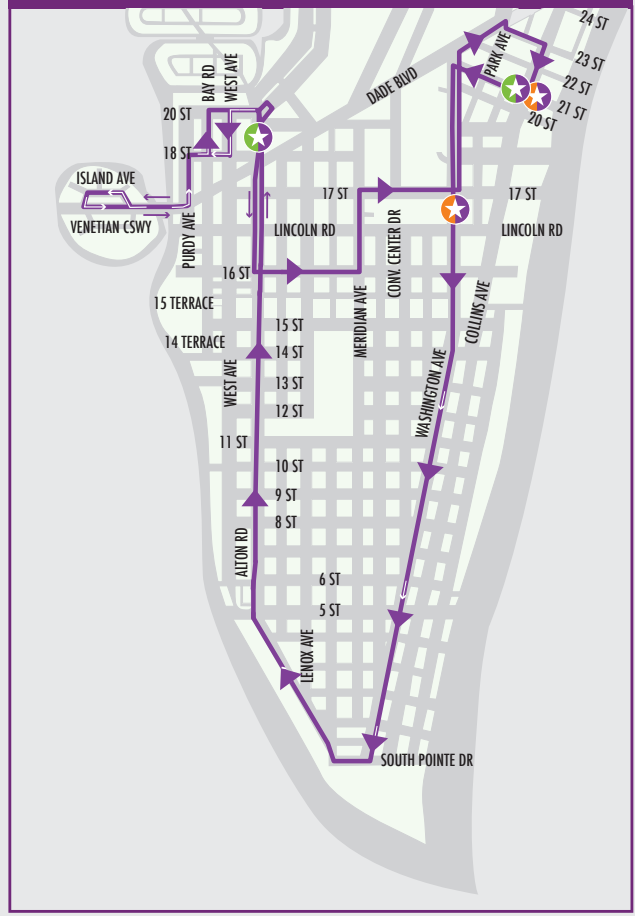 24 ST
PARK AVE
23 ST
22 ST
21 ST
20 ST
DADE BLVD
BAY RD
WEST AVE
20 ST
18 ST
ISLAND AVE
VENETIAN CSWY
PURDY AVE
17 ST
17 ST
LINCOLN RD
LINCOLN RD
CONV. CENTER DR
16 ST
15 TERRACE
MERIDIAN AVE
COLLINS AVE
15 ST
14 TERRACE
14 ST
WEST AVE
13 ST
12 ST
WASHINGTON AVE
11 ST
10 ST
9 ST
8 ST
ALTON RD
6 ST
5 ST
LENOX AVE
SOUTH POINTE DR